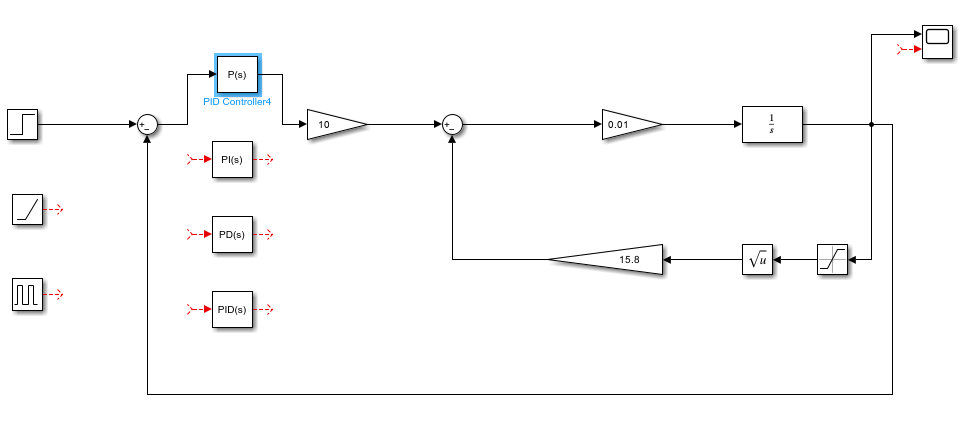 P(s)
PID Controller4
+
−
10
+
−
0.01
1
s
PI(s)
PD(s)
15.8
√u
PID(s)